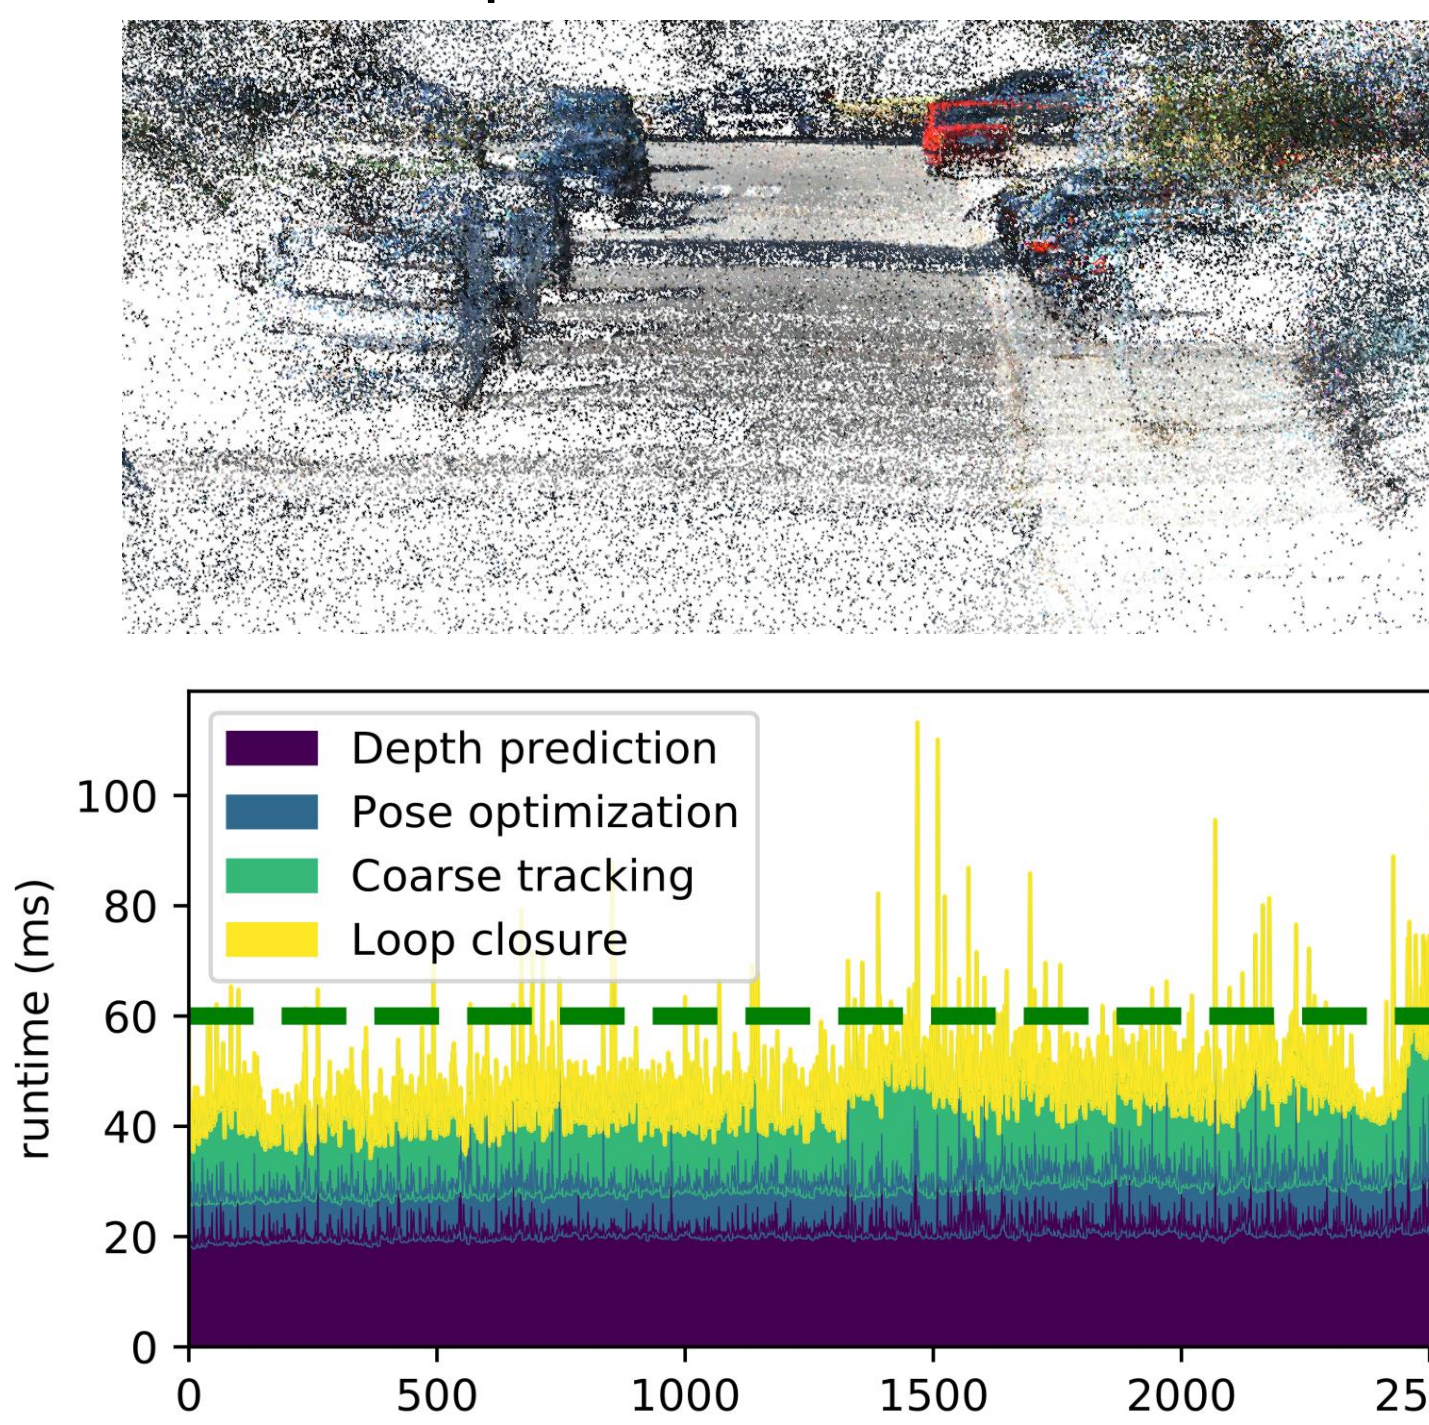 Depth prediction
Pose optimization
Coarse tracking
Loop closure
runtime (ms)
100
80
60
40
20
0
0 500 1000 1500 2000